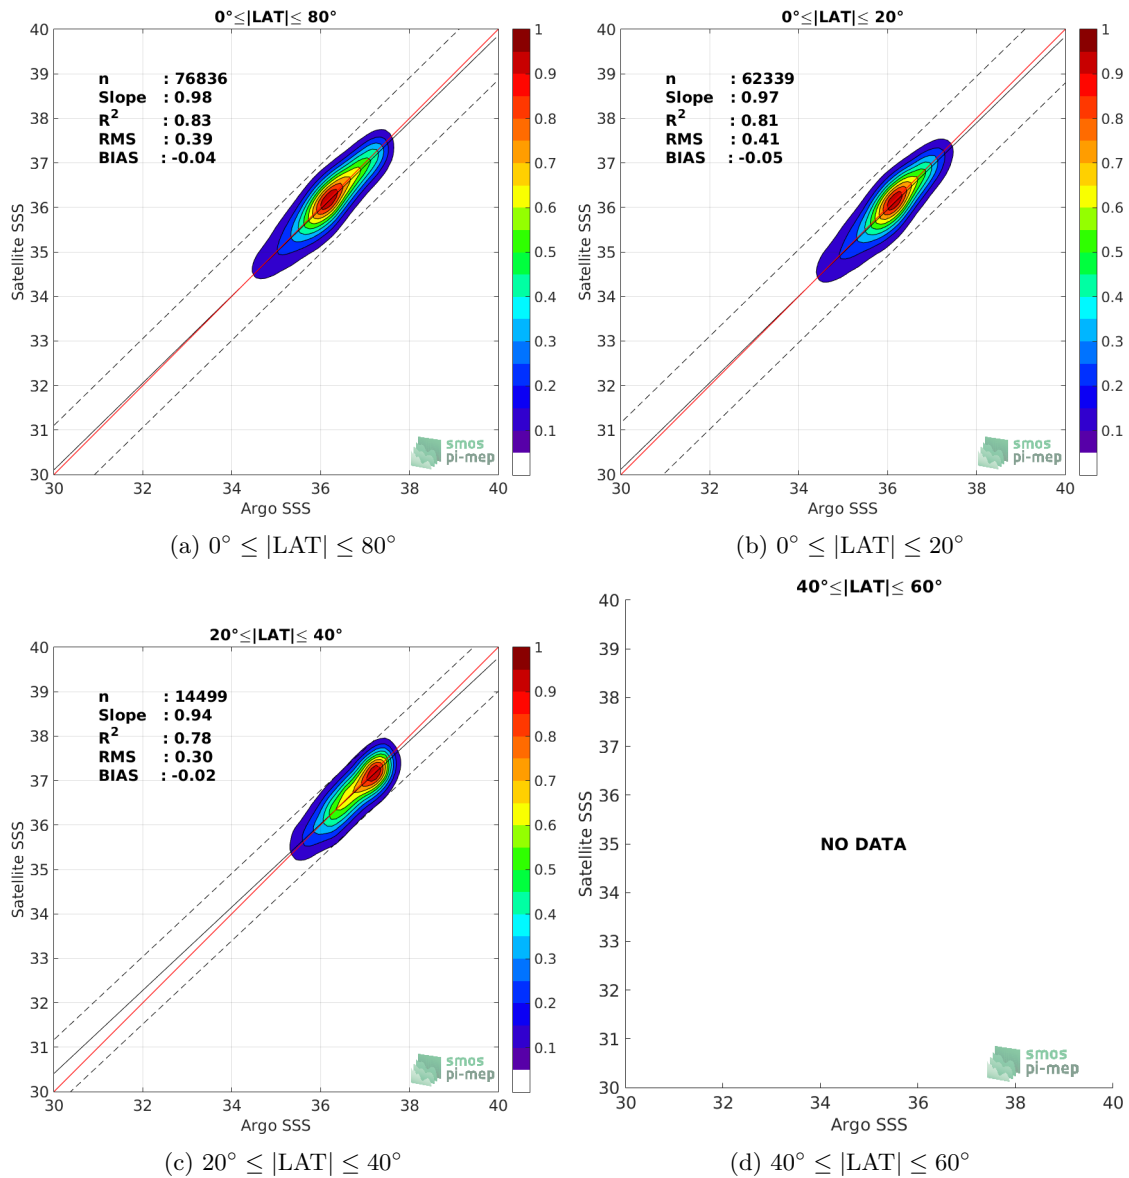 0°≤|LAT|≤ 80°
40
39
38
37
36
35
34
33
32
31
30
Satellite SSS
n : 76836
Slope : 0.98
R² : 0.83
RMS : 0.39
BIAS : -0.04
smos
pi-mep
30 32 34 36 38 40
Argo SSS
1
0.9
0.8
0.7
0.6
0.5
0.4
0.3
0.2
0.1
(a) 0° ≤ |LAT| ≤ 80°
0°≤|LAT|≤ 20°
40
39
38
37
36
35
34
33
32
31
30
Satellite SSS
n : 62339
Slope : 0.97
R² : 0.81
RMS : 0.41
BIAS : -0.05
smos
pi-mep
30 32 34 36 38 40
Argo SSS
1
0.9
0.8
0.7
0.6
0.5
0.4
0.3
0.2
0.1
(b) 0° ≤ |LAT| ≤ 20°
20°≤|LAT|≤ 40°
40
39
38
37
36
35
34
33
32
31
30
Satellite SSS
n : 14499
Slope : 0.94
R² : 0.78
RMS : 0.30
BIAS : -0.02
smos
pi-mep
30 32 34 36 38 40
Argo SSS
1
0.9
0.8
0.7
0.6
0.5
0.4
0.3
0.2
0.1
(c) 20° ≤ |LAT| ≤ 40°
40°≤|LAT|≤ 60°
40
39
38
37
36
35
34
33
32
31
30
Satellite SSS
NO DATA
smos
pi-mep
30 32 34 36 38 40
Argo SSS
(d) 40° ≤ |LAT| ≤ 60°